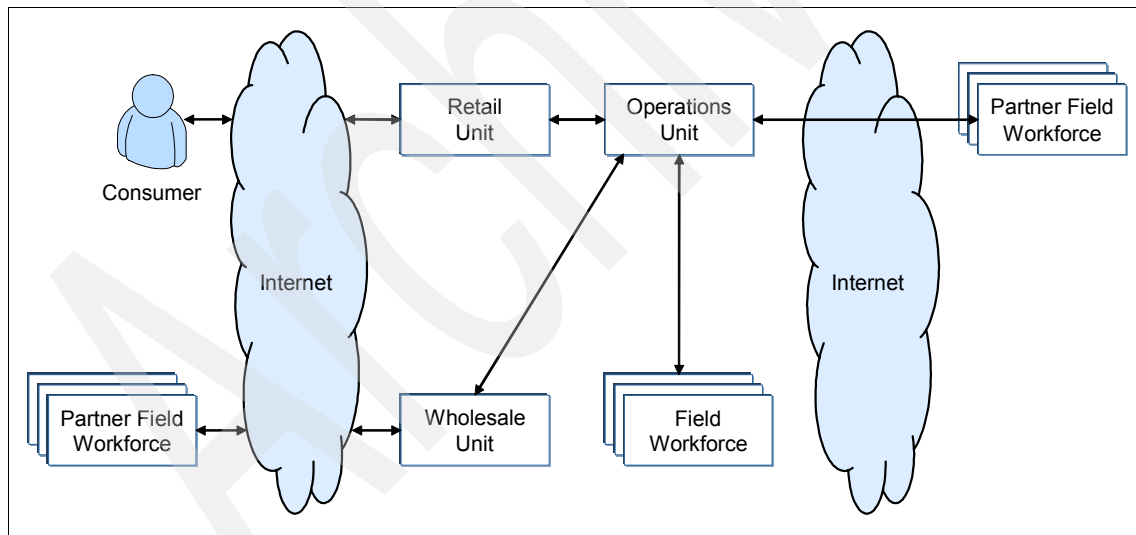 Retail
Unit
Operations
Unit
Partner Field
Workforce
Consumer
Internet
Internet
Partner Field
Workforce
Wholesale
Unit
Field
Workforce